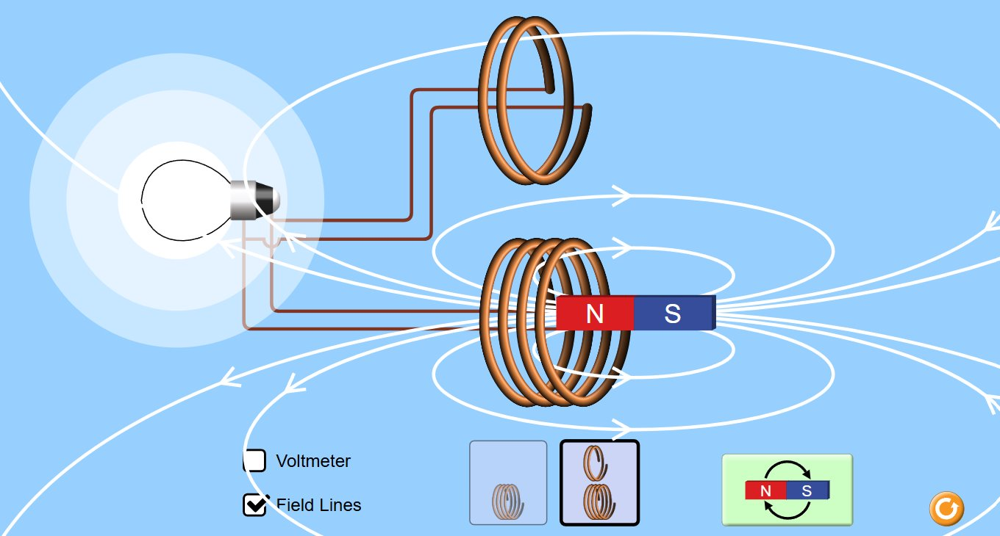 N S
Voltmeter
Field Lines
N S